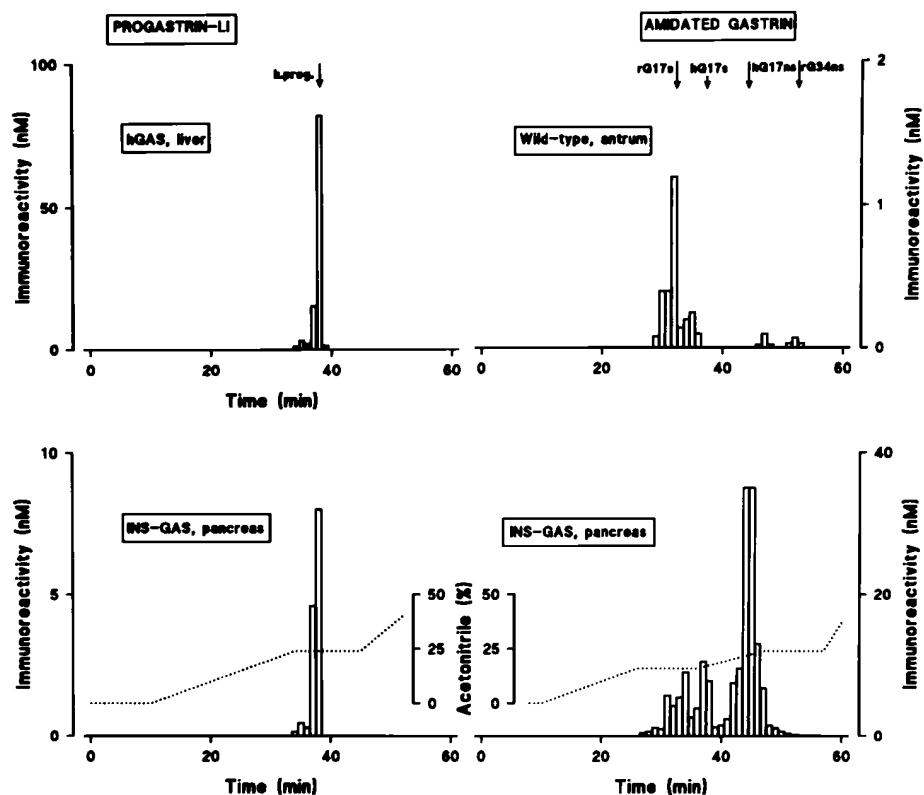 PROGASTRIN-LI
AMIDATED GASTRIN
h.prog.
rG17s hG17s hG17ns rG34ns
hGAS, liver
Wild-type, antrum
Immunoreactivity (nM)
100
50
0
0 20 40 60
Time (min)
Immunoreactivity (nM)
2
1
0
0 20 40 60
Time (min)
INS-GAS, pancreas
INS-GAS, pancreas
Immunoreactivity (nM)
10
5
0
0 20 40 60
Time (min)
Acetonitrile (%)
50
25
0
50
25
0
Immunoreactivity (nM)
40
20
0
0 20 40 60
Time (min)